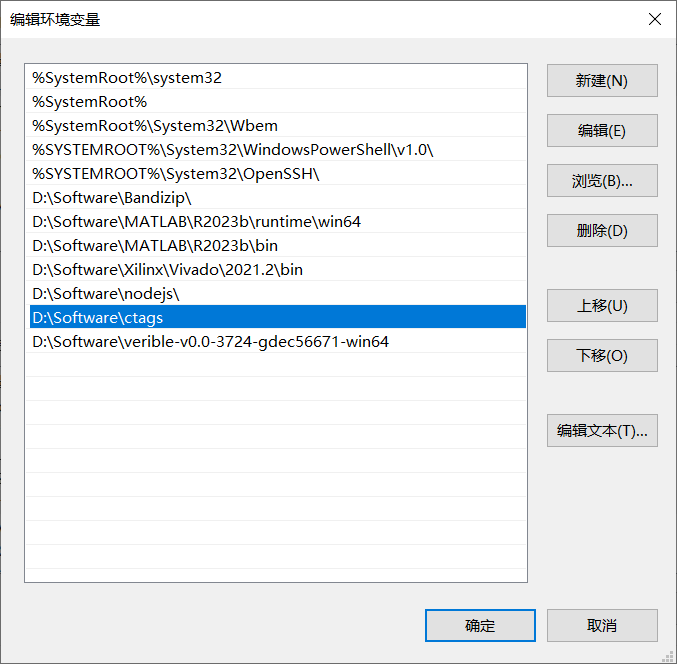 编辑环境变量
%SystemRoot%\system32
%SystemRoot%
%SystemRoot%\System32\Wbem
%SYSTEMROOT%\System32\WindowsPowerShell\v1.0\
%SYSTEMROOT%\System32\OpenSSH\
D:\Software\Bandizip\
D:\Software\MATLAB\R2023b\runtime\win64
D:\Software\MATLAB\R2023b\bin
D:\Software\Xilinx\Vivado\2021.2\bin
D:\Software\nodejs\
D:\Software\ctags
D:\Software\verible-v0.0-3724-gdec56671-win64
新建(N)
编辑(E)
浏览(B)...
删除(D)
上移(U)
下移(O)
编辑文本(T)...
确定
取消